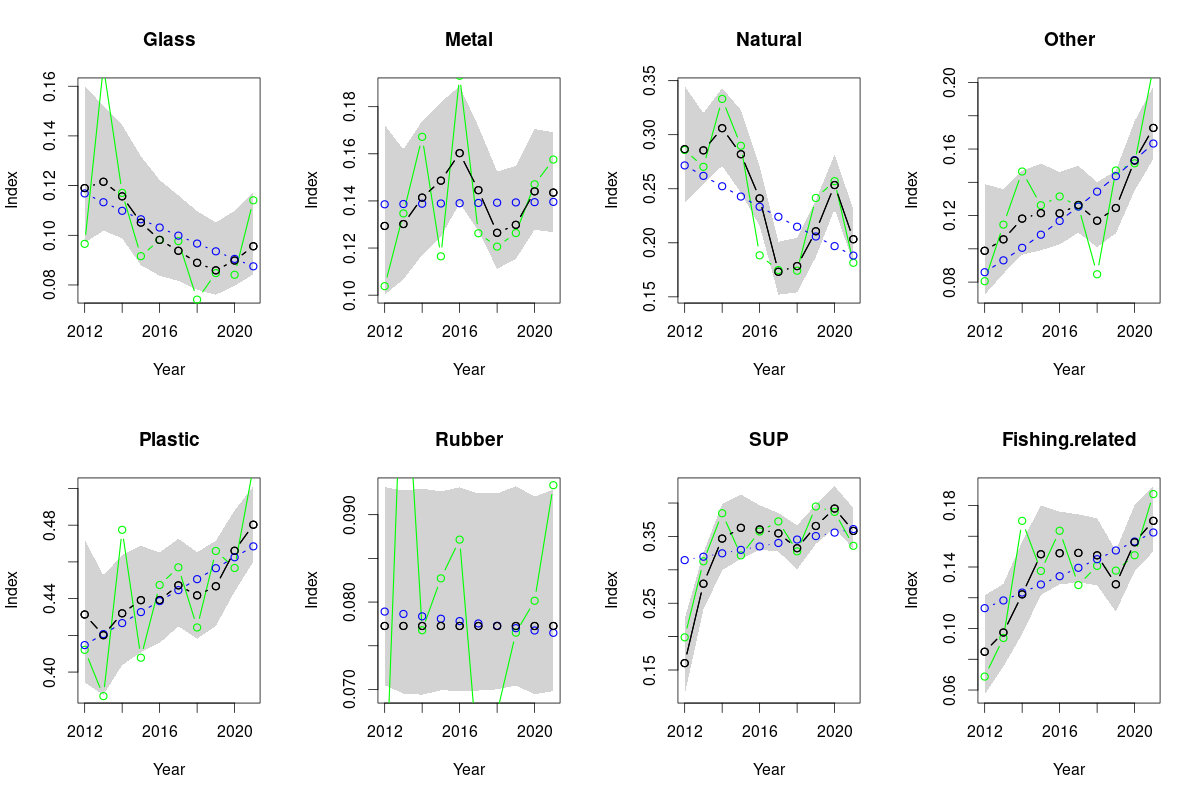 Glass
Metal
Natural
Other
Index
0.08 0.10 0.12 0.14 0.16
2012 2016 2020
Year
Index
0.10 0.12 0.14 0.16 0.18
2012 2016 2020
Year
Index
0.15 0.20 0.25 0.30 0.35
2012 2016 2020
Year
Index
0.08 0.12 0.16 0.20
2012 2016 2020
Year
Plastic
Rubber
SUP
Fishing.related
Index
0.40 0.44 0.48
2012 2016 2020
Year
Index
0.070 0.080 0.090
2012 2016 2020
Year
Index
0.15 0.25 0.35
2012 2016 2020
Year
Index
0.06 0.10 0.14 0.18
2012 2016 2020
Year